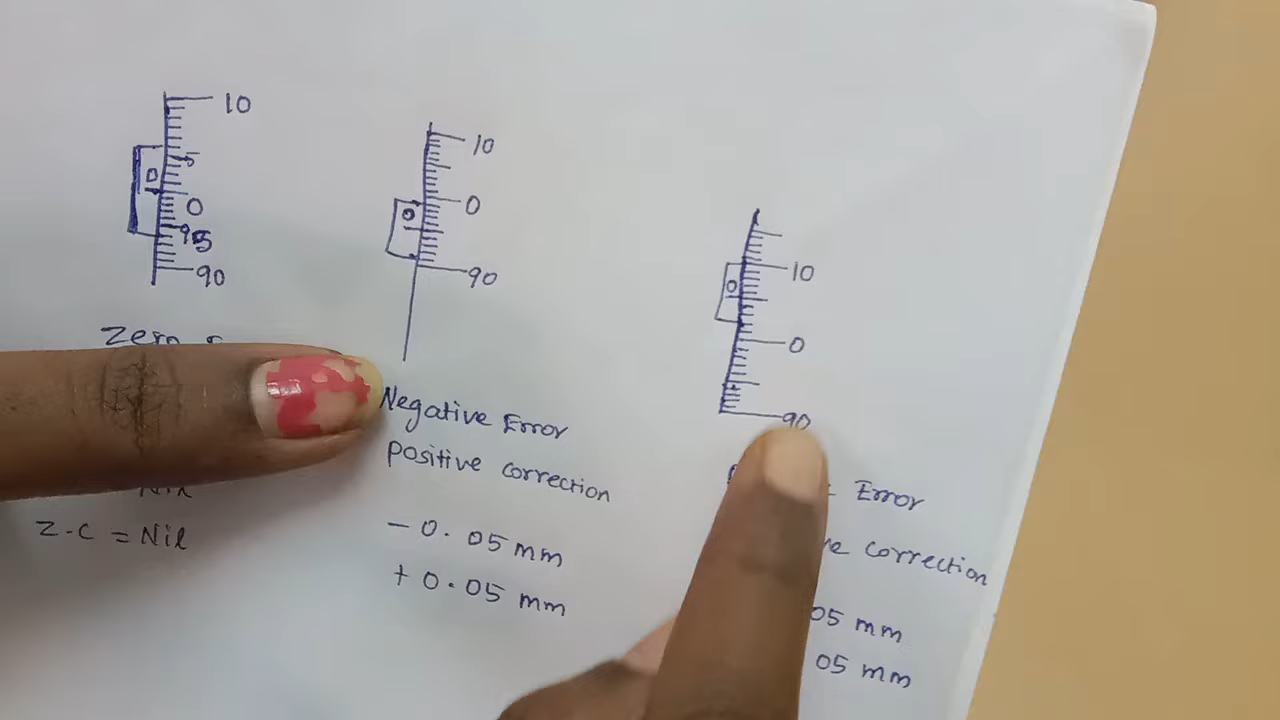 10
5
0
0
95
90
10
0
0
90
10
0
0
90
Nil
Z.C = Nil
Negative Error
Positive Correction
- 0.05 mm
+ 0.05 mm
Error
Correction
05 mm
05 mm